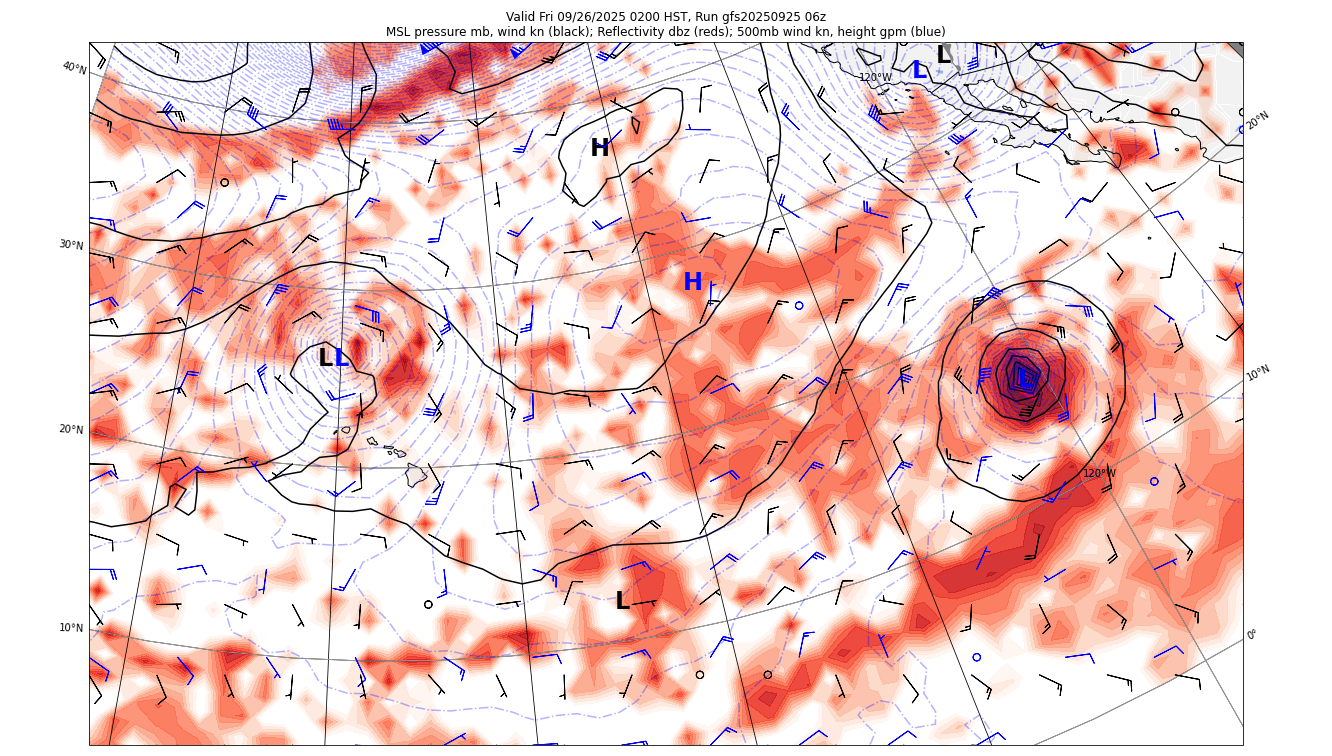 Valid Fri 09/26/2025 0200 HST, Run gfs20250925 06z
MSL pressure mb, wind kn (black); Reflectivity dbz (reds); 500mb wind kn, height gpm (blue)
L
40°N
L
120°W
20°N
H
30°N
H
L L
10°N
L
20°N
120°W
L
10°N
0°